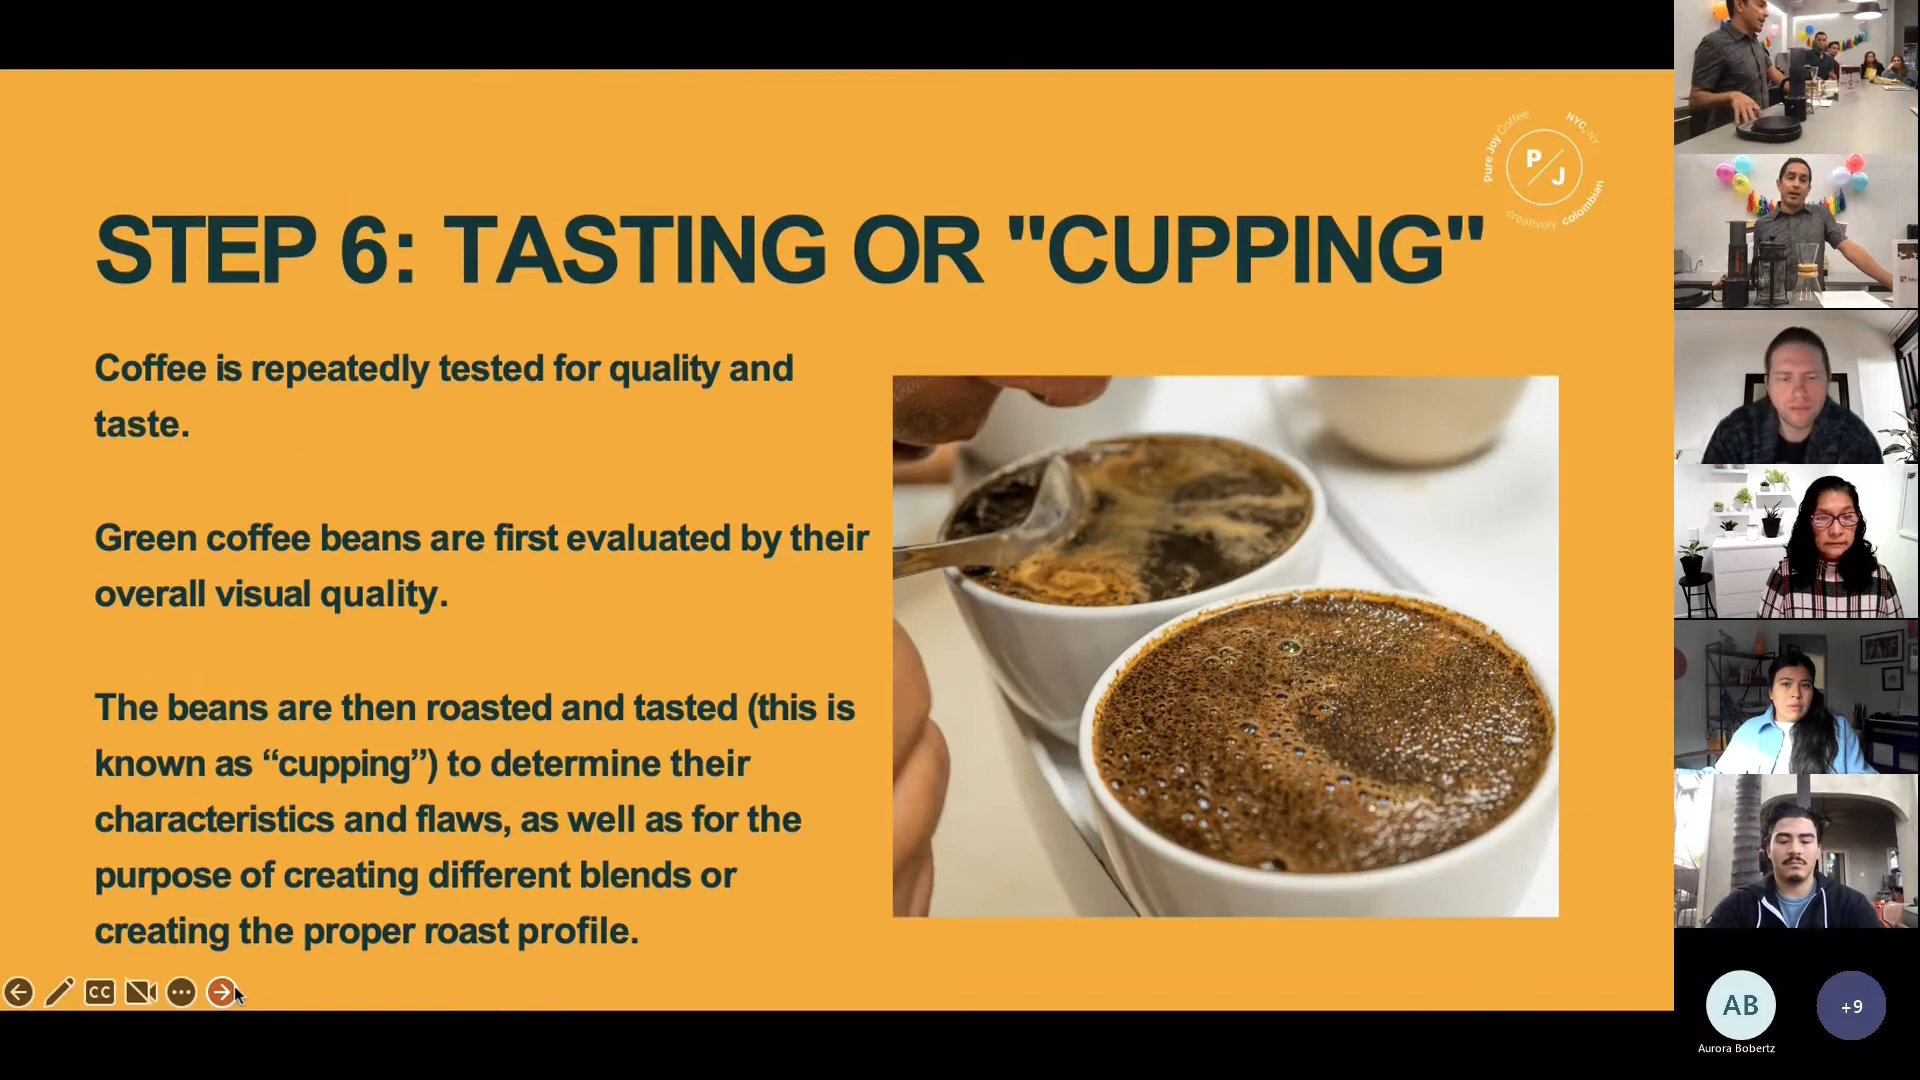 Pure Joy Coffee
NYC, NY
P/J
creatively colombian
STEP 6: TASTING OR "CUPPING"
Coffee is repeatedly tested for quality and
taste.
Green coffee beans are first evaluated by their
overall visual quality.
The beans are then roasted and tasted (this is
known as “cupping”) to determine their
characteristics and flaws, as well as for the
purpose of creating different blends or
creating the proper roast profile.
CC
AB
+9
Aurora Bobertz